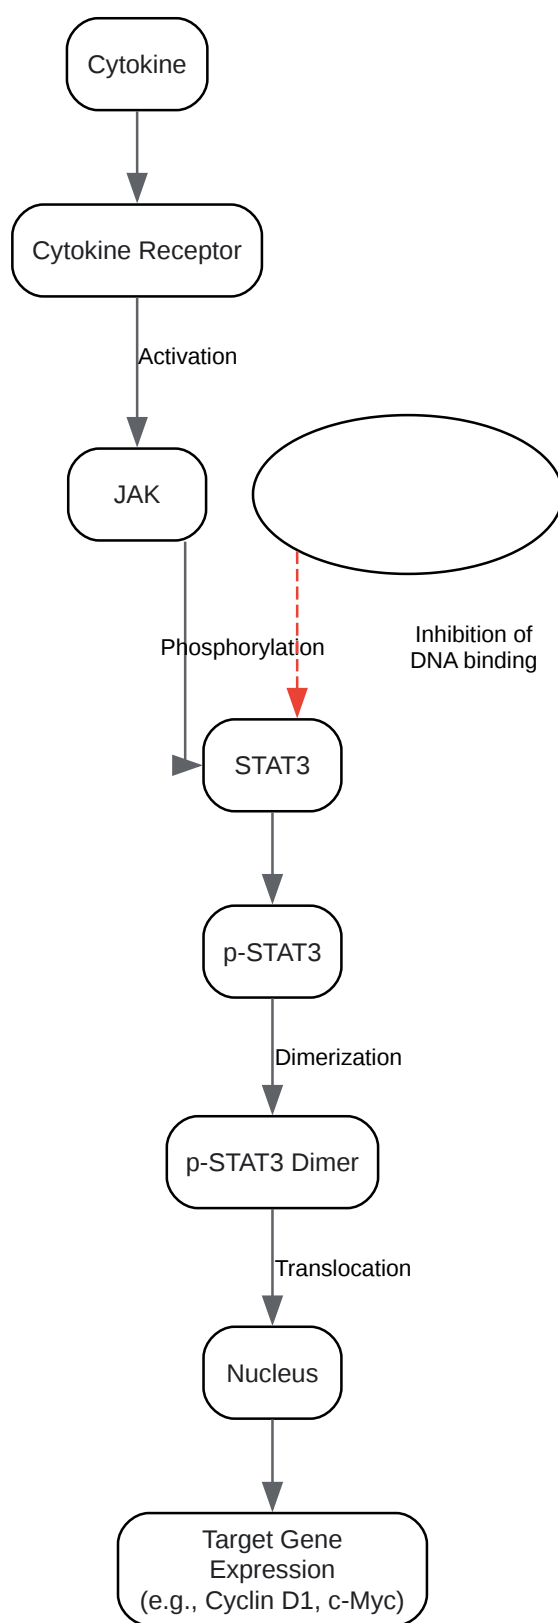 Cytokine
Cytokine Receptor
Activation
JAK
Phosphorylation
Inhibition of
DNA binding
STAT3
p-STAT3
Dimerization
p-STAT3 Dimer
Translocation
Nucleus
Target Gene
Expression
(e.g., Cyclin D1, c-Myc)